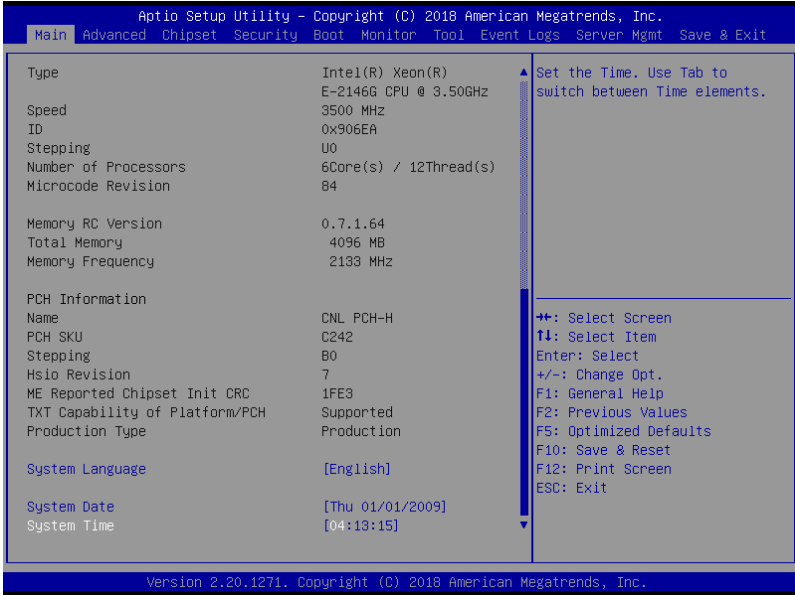 Aptio Setup Utility – Copyright (C) 2018 American Megatrends, Inc.
Main Advanced Chipset Security Boot Monitor Tool Event Logs Server Mgmt Save & Exit
Type Intel(R) Xeon(R)
E-2146G CPU @ 3.50GHz
Speed 3500 MHz
ID 0x906EA
Stepping U0
Number of Processors 6Core(s) / 12Thread(s)
Microcode Revision 84
Memory RC Version 0.7.1.64
Total Memory 4096 MB
Memory Frequency 2133 MHz
PCH Information
Name CNL PCH-H
PCH SKU C242
Stepping B0
Hsio Revision 7
ME Reported Chipset Init CRC 1FE3
TXT Capability of Platform/PCH Supported
Production Type Production
System Language [English]
System Date [Thu 01/01/2009]
System Time [04:13:15]
Set the Time. Use Tab to
switch between Time elements.
→←: Select Screen
↑↓: Select Item
Enter: Select
+/-: Change Opt.
F1: General Help
F2: Previous Values
F5: Optimized Defaults
F10: Save & Reset
F12: Print Screen
ESC: Exit
Version 2.20.1271. Copyright (C) 2018 American Megatrends, Inc.